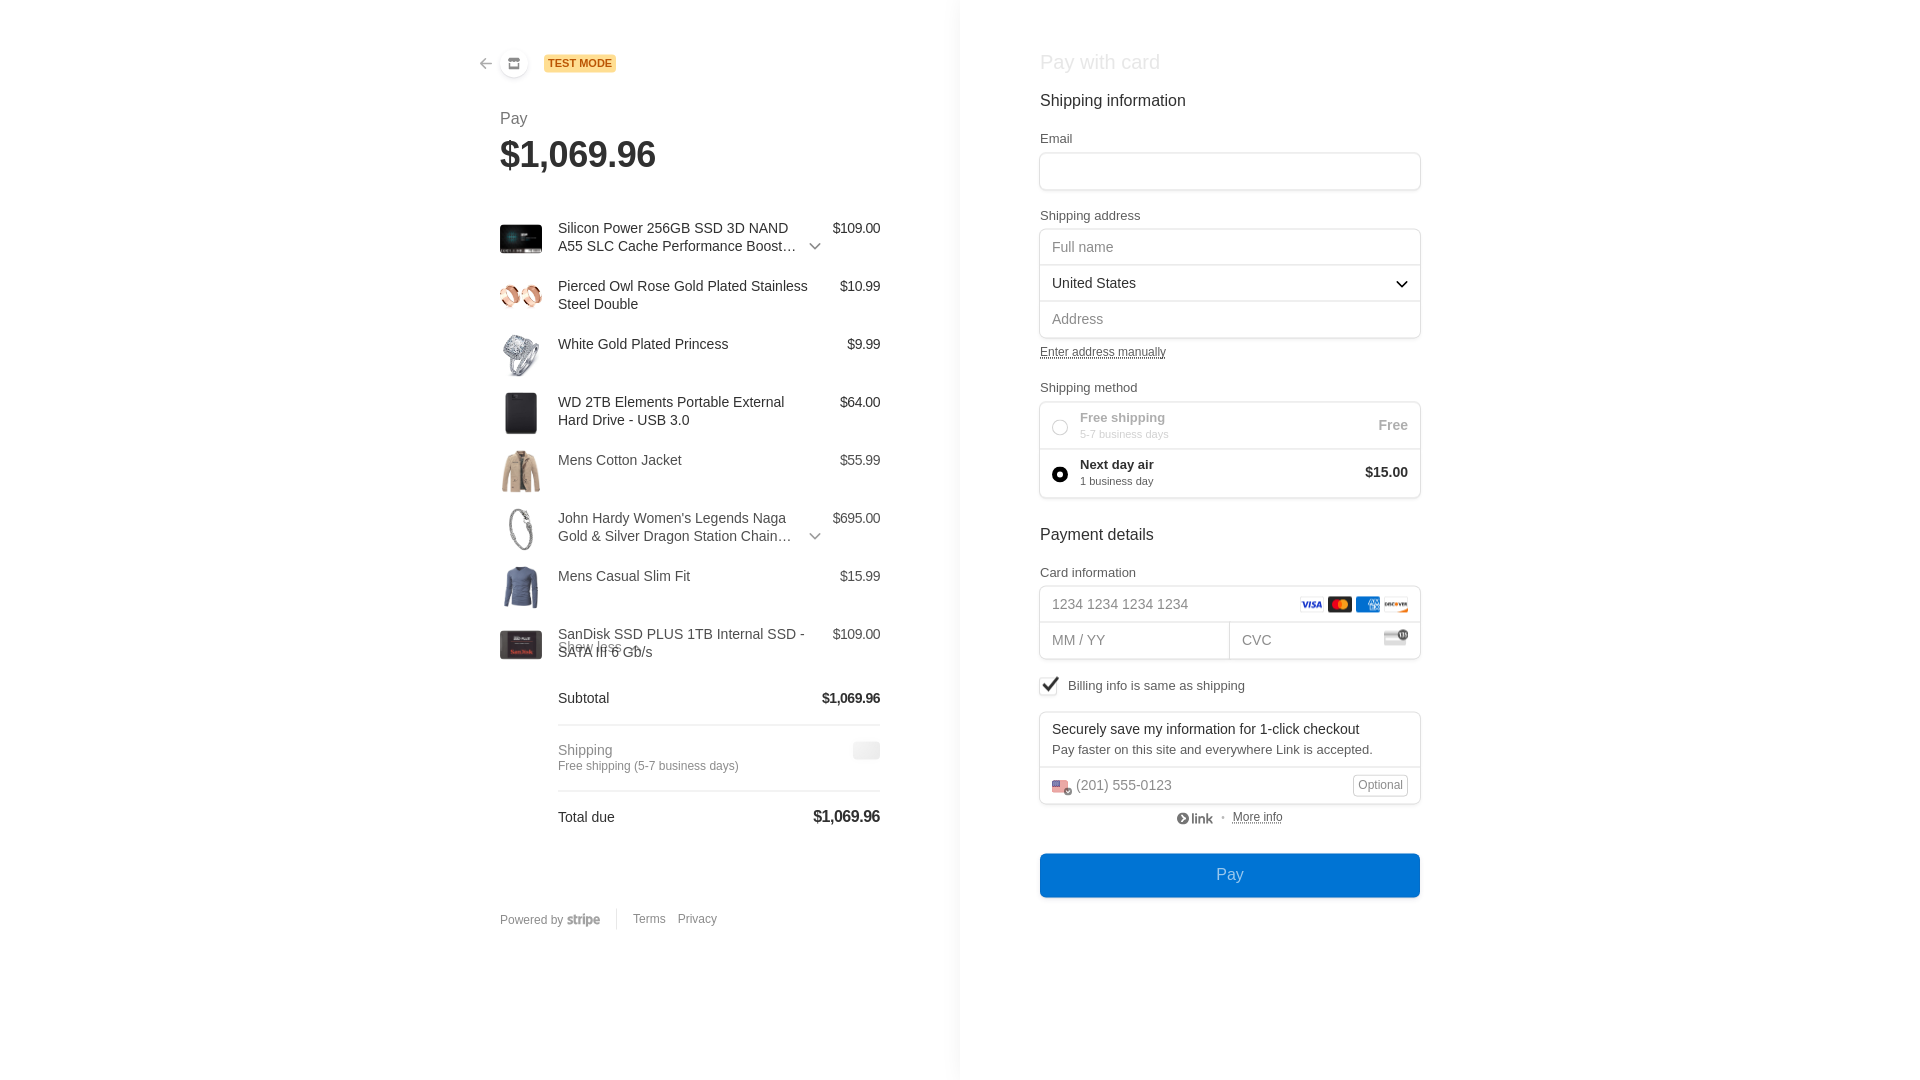 TEST MODE
Pay
$1,069.96
Silicon Power 256GB SSD 3D NAND $109.00
A55 SLC Cache Performance Boost…
Pierced Owl Rose Gold Plated Stainless $10.99
Steel Double
White Gold Plated Princess $9.99
WD 2TB Elements Portable External $64.00
Hard Drive - USB 3.0
Mens Cotton Jacket $55.99
John Hardy Women's Legends Naga $695.00
Gold & Silver Dragon Station Chain…
Mens Casual Slim Fit $15.99
SanDisk SSD PLUS 1TB Internal SSD - $109.00
Show less
SATA III 6 Gb/s
Subtotal $1,069.96
Shipping
Free shipping (5-7 business days)
Total due $1,069.96
Powered by stripe Terms Privacy
Pay with card
Shipping information
Email
Shipping address
Full name
United States
Address
Enter address manually
Shipping method
Free shipping Free
5-7 business days
Next day air $15.00
1 business day
Payment details
Card information
1234 1234 1234 1234 VISA AMEX DISCOVER
MM / YY CVC
Billing info is same as shipping
Securely save my information for 1-click checkout
Pay faster on this site and everywhere Link is accepted.
(201) 555-0123 Optional
link • More info
Pay